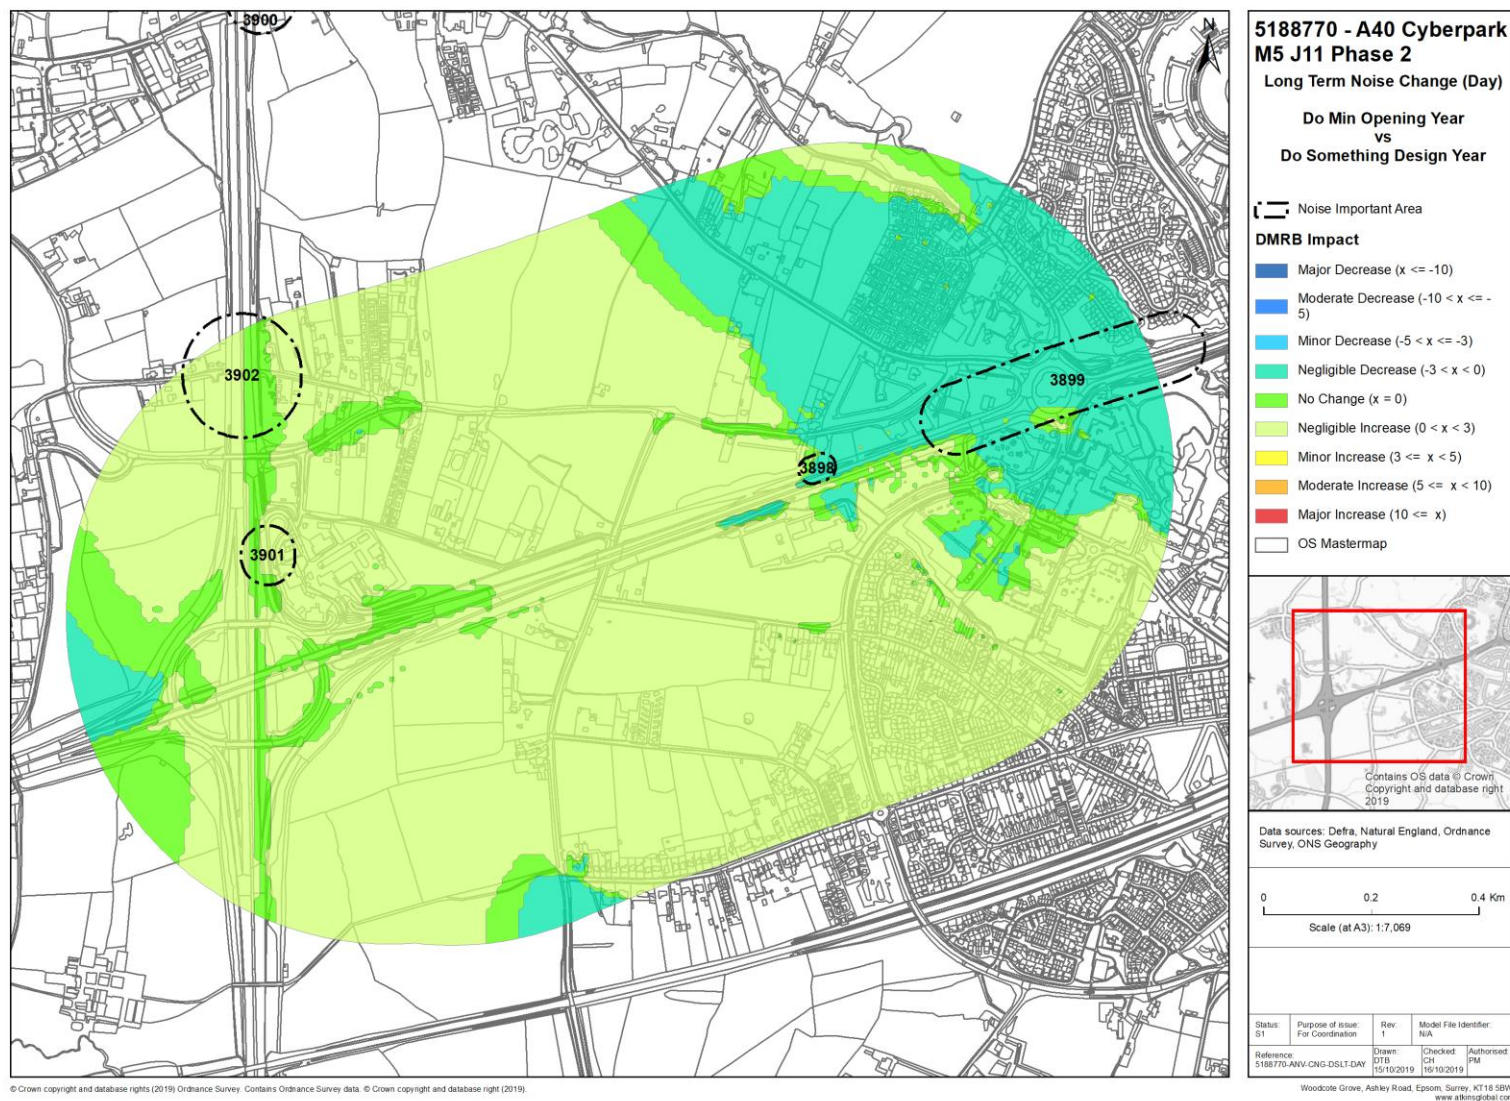 3900
3902
3901
3898
3899
N
5188770 - A40 Cyberpark
M5 J11 Phase 2
Long Term Noise Change (Day)
Do Min Opening Year
vs
Do Something Design Year
Noise Important Area
DMRB Impact
Major Decrease (x <= -10)
Moderate Decrease (-10 < x <= -
5)
Minor Decrease (-5 < x <= -3)
Negligible Decrease (-3 < x < 0)
No Change (x = 0)
Negligible Increase (0 < x < 3)
Minor Increase (3 <= x < 5)
Moderate Increase (5 <= x < 10)
Major Increase (10 <= x)
OS Mastermap
Contains OS data © Crown
Copyright and database right
2019
Data sources: Defra, Natural England, Ordnance
Survey, ONS Geography
0 0.2 0.4 Km
Scale (at A3): 1:7,069
Status: Purpose of issue: Rev: Model File Identifier:
S1 For Coordination 1 N/A
Reference: Drawn: Checked: Authorised:
5188770-ANV-CNG-DSLT-DAY DTB CH PM
15/10/2019 16/10/2019
© Crown copyright and database rights (2019) Ordnance Survey. Contains Ordnance Survey data. © Crown copyright and database right (2019).
Woodcote Grove, Ashley Road, Epsom, Surrey, KT18 5BW
www.atkinsglobal.com